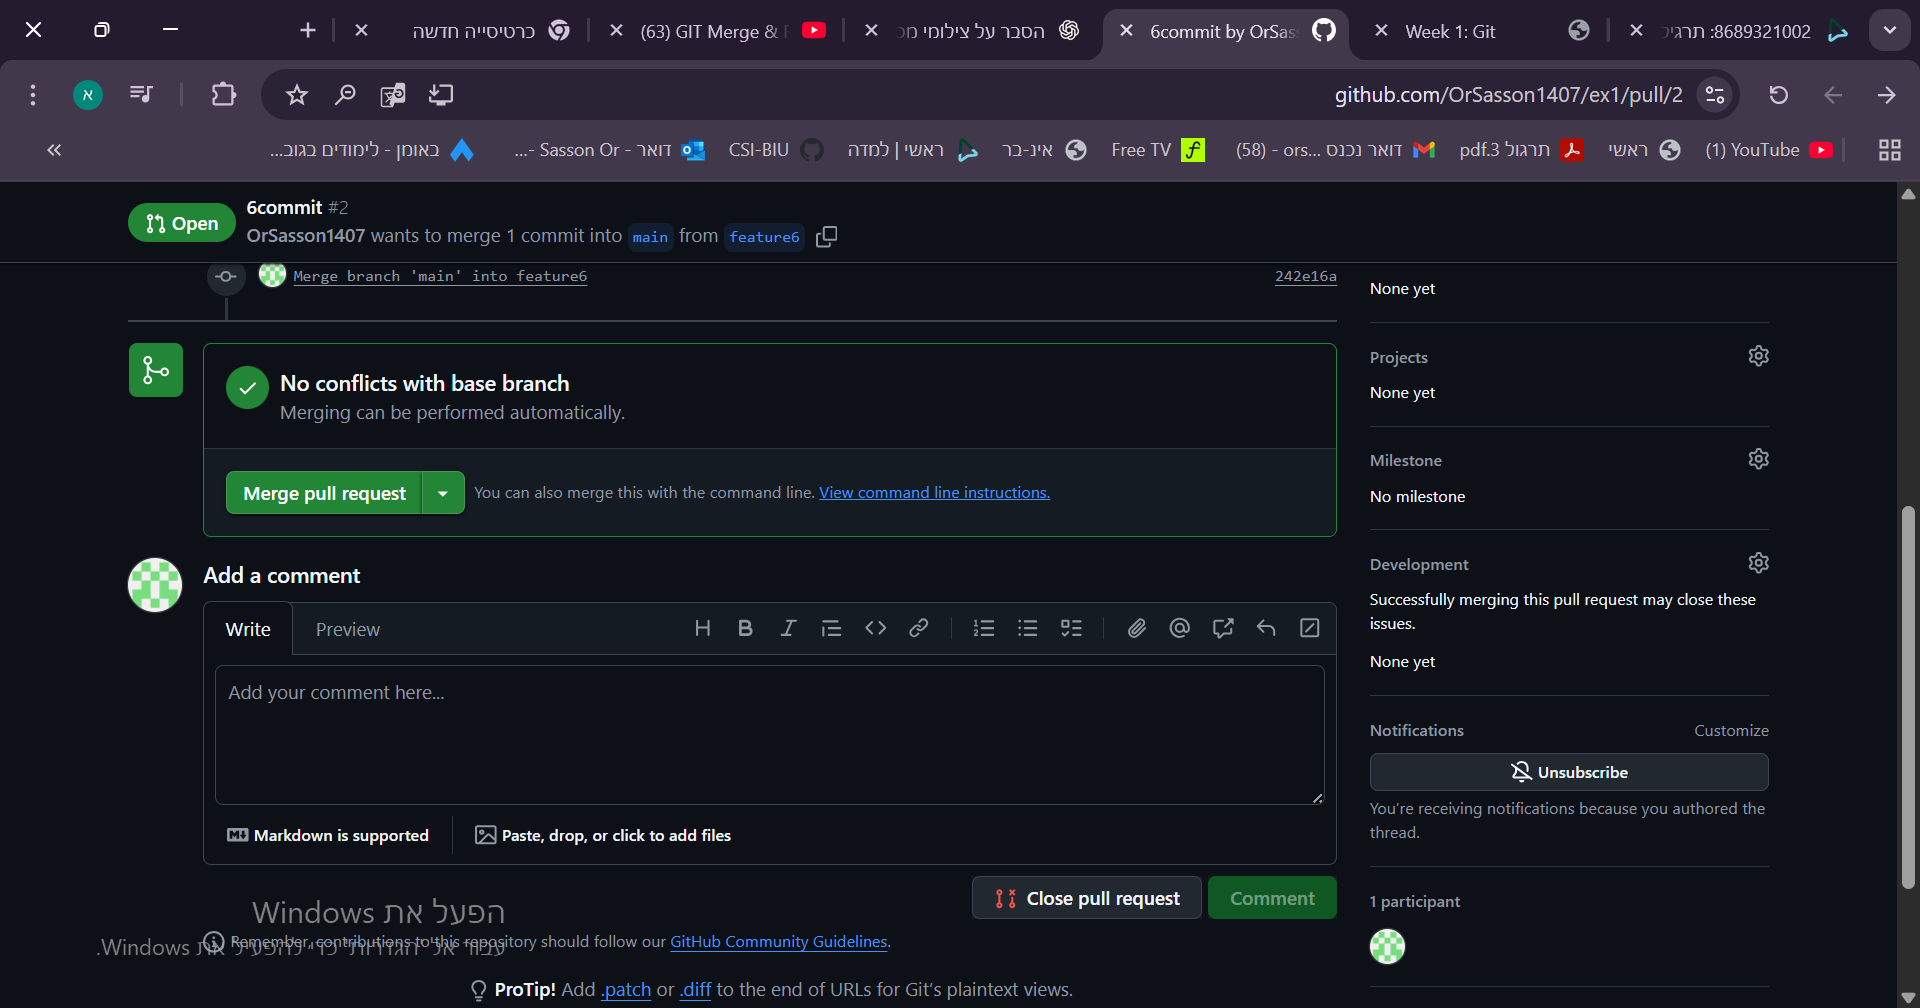 כרטיסייה חדשה
(63) GIT Merge &
הסבר על צילומי
6commit by OrSas
Week 1: Git
8689321002: תרגיל
github.com/OrSasson1407/ex1/pull/2
באומן - לימודים בגוב...
דואר - Sasson Or -...
CSI-BIU
ראשי | למדה
אינ-בר
Free TV
דואר נכנס (58) - ors...
תרגול 3.pdf
ראשי
(1) YouTube
Open
6commit #2
OrSasson1407 wants to merge 1 commit into main from feature6
Merge branch 'main' into feature6
242e16a
No conflicts with base branch
Merging can be performed automatically.
Merge pull request
You can also merge this with the command line. View command line instructions.
Add a comment
Write
Preview
Add your comment here...
Markdown is supported
Paste, drop, or click to add files
Close pull request
Comment
Remember, contributions to this repository should follow our GitHub Community Guidelines.
ProTip! Add .patch or .diff to the end of URLs for Git's plaintext views.
None yet
Projects
None yet
Milestone
No milestone
Development
Successfully merging this pull request may close these
issues.
None yet
Notifications
Customize
Unsubscribe
You're receiving notifications because you authored the
thread.
1 participant
הפעל את Windows
עבור אל 'הגדרות' כדי להפעיל את Windows.